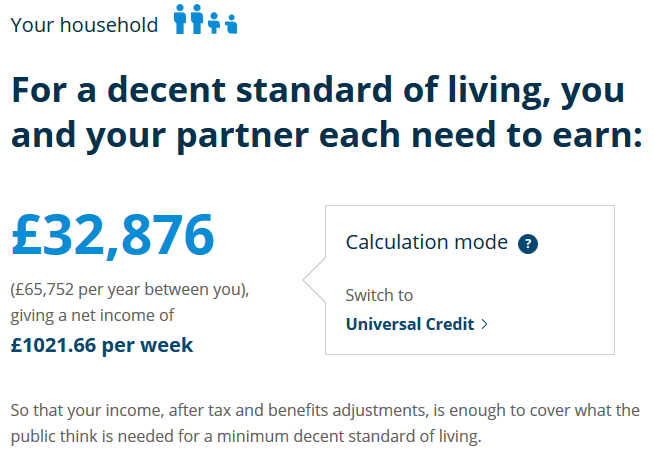 Your household
For a decent standard of living, you
and your partner each need to earn:
£32,876
(£65,752 per year between you),
giving a net income of
£1021.66 per week
Calculation mode ?
Switch to
Universal Credit >
So that your income, after tax and benefits adjustments, is enough to cover what the
public think is needed for a minimum decent standard of living.